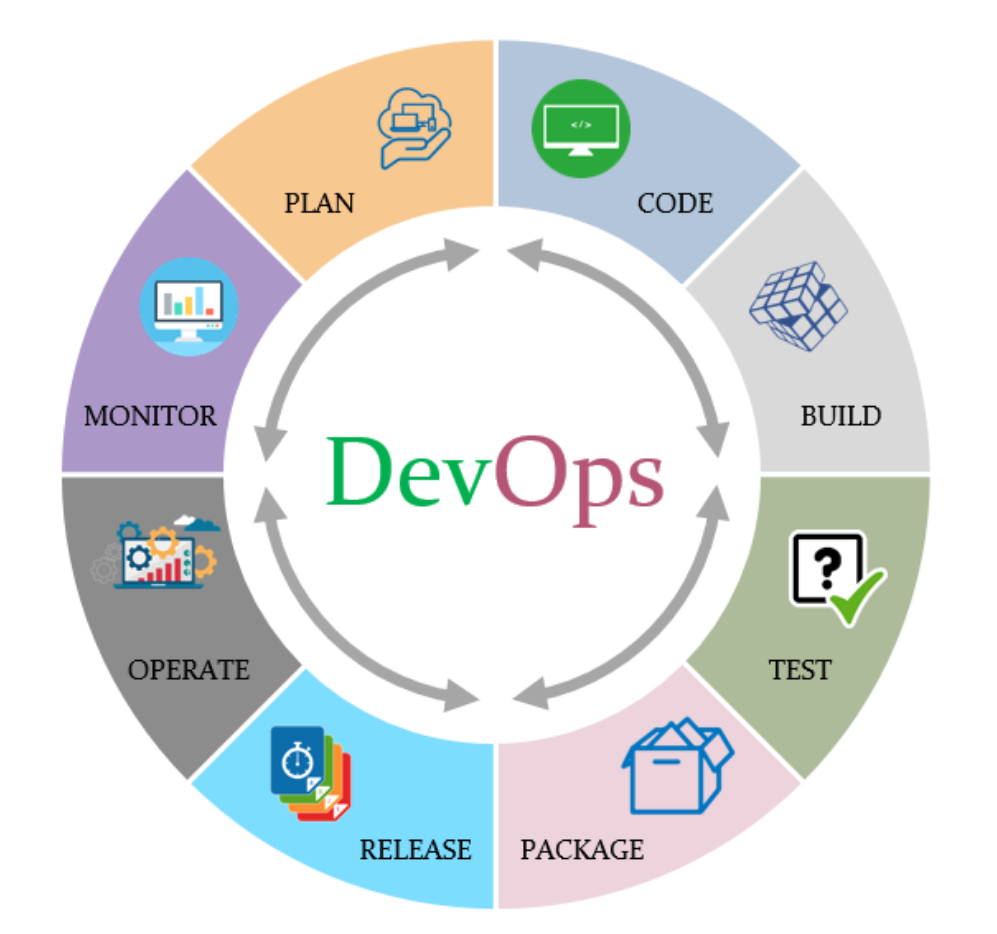 PLAN
CODE
</>
MONITOR
BUILD
DevOps
?
OPERATE
TEST
RELEASE
PACKAGE